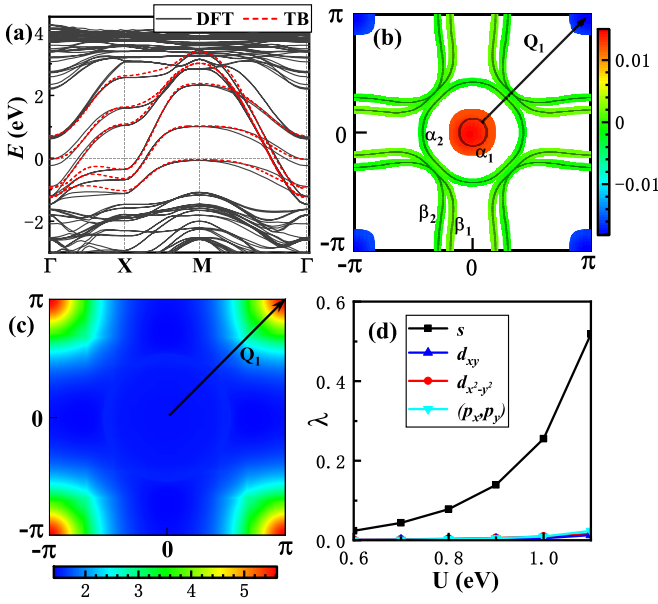 (a)
DFT TB
4
2
0
-2
E (eV)
Γ X M Γ
(b)
π
0
-π
Q1
α2
α1
β2
β1
-π 0 π
0.01
0
-0.01
(c)
π
0
-π
Q1
-π 0 π
2 3 4 5
(d)
s
dxy
dx²-y²
(px,py)
λ
0.6
0.4
0.2
0.0
0.6 0.8 1.0
U (eV)